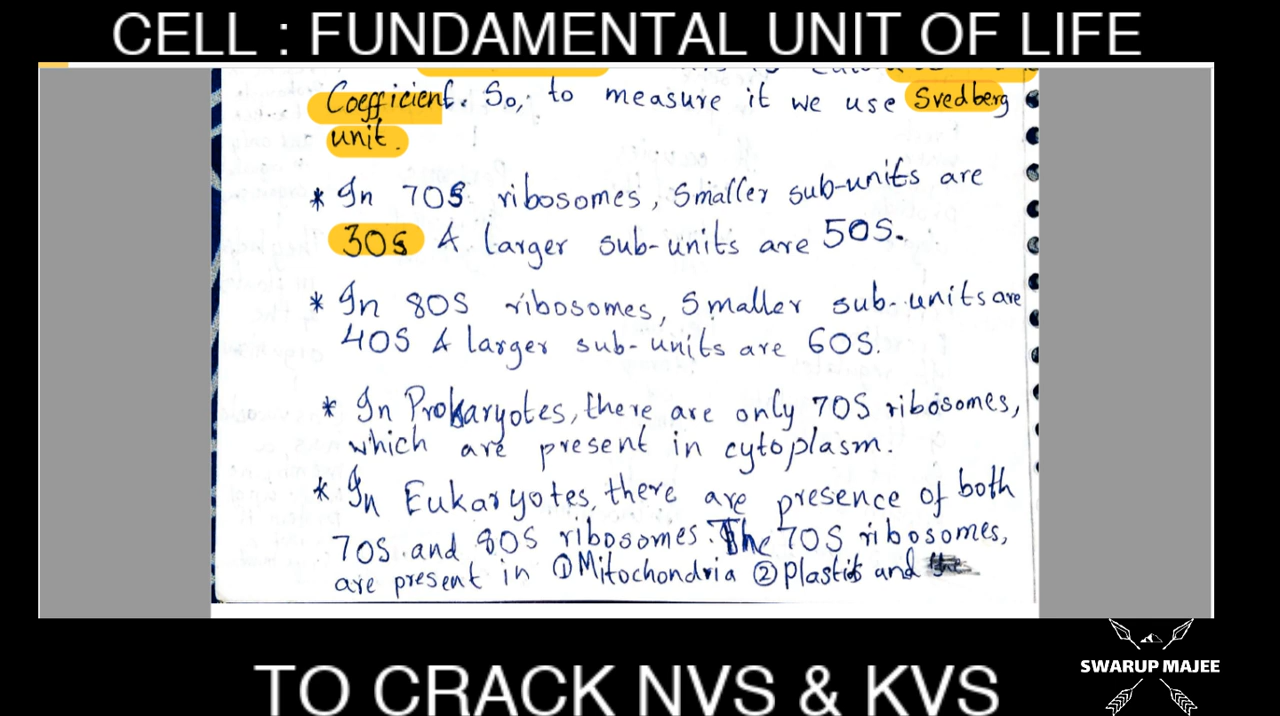 CELL : FUNDAMENTAL UNIT OF LIFE
Coefficient. So, to measure it we use Svedberg
unit.
* In 70S ribosomes, Smaller sub-units are
30s & larger sub-units are 50S.
* In 80S ribosomes, Smaller sub-units are
40S & larger sub-units are 60S.
* In Prokaryotes, there are only 70S ribosomes,
which are present in cytoplasm.
* In Eukaryotes, there are presence of both
70S and 80S ribosomes. The 70S ribosomes,
are present in ① Mitochondria ② Plastids and
SWARUP MAJEE
TO CRACK NVS & KVS